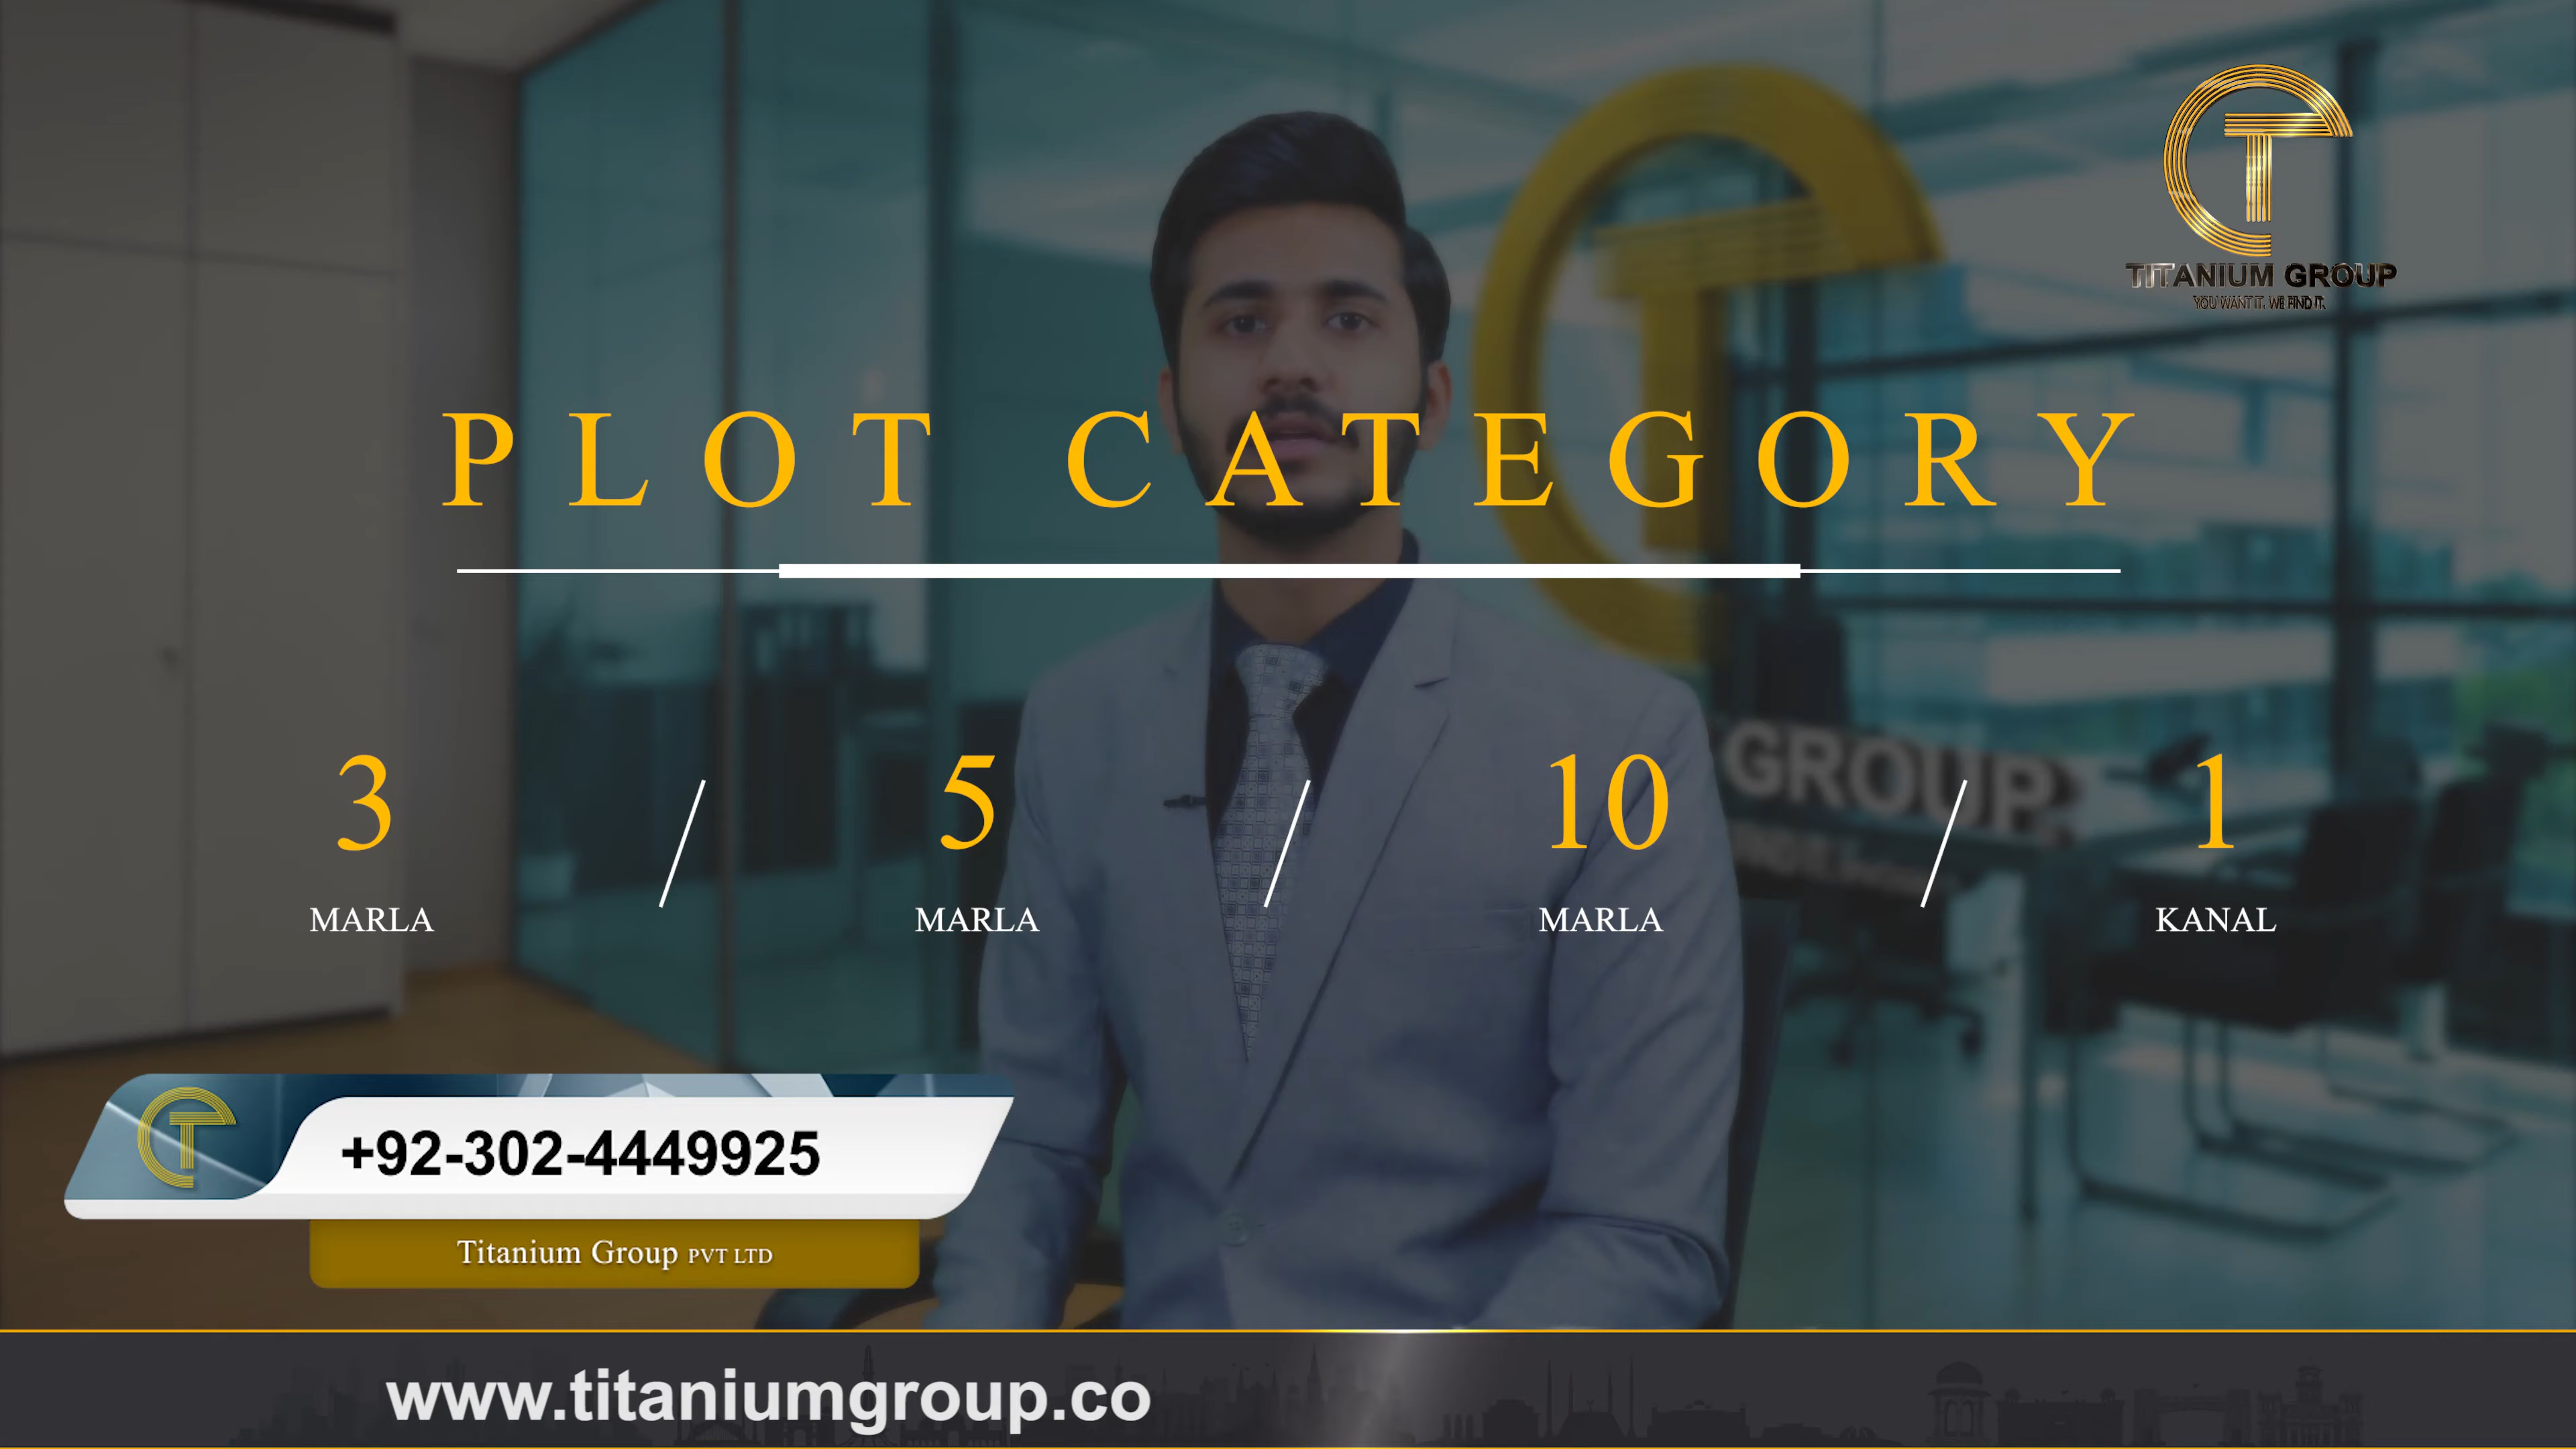 TITANIUM GROUP
YOU WANT IT. WE FIND IT.
PLOT CATEGORY
3 / 5 / 10 / 1
MARLA MARLA MARLA KANAL
GROUP
+92-302-4449925
Titanium Group PVT LTD
www.titaniumgroup.co